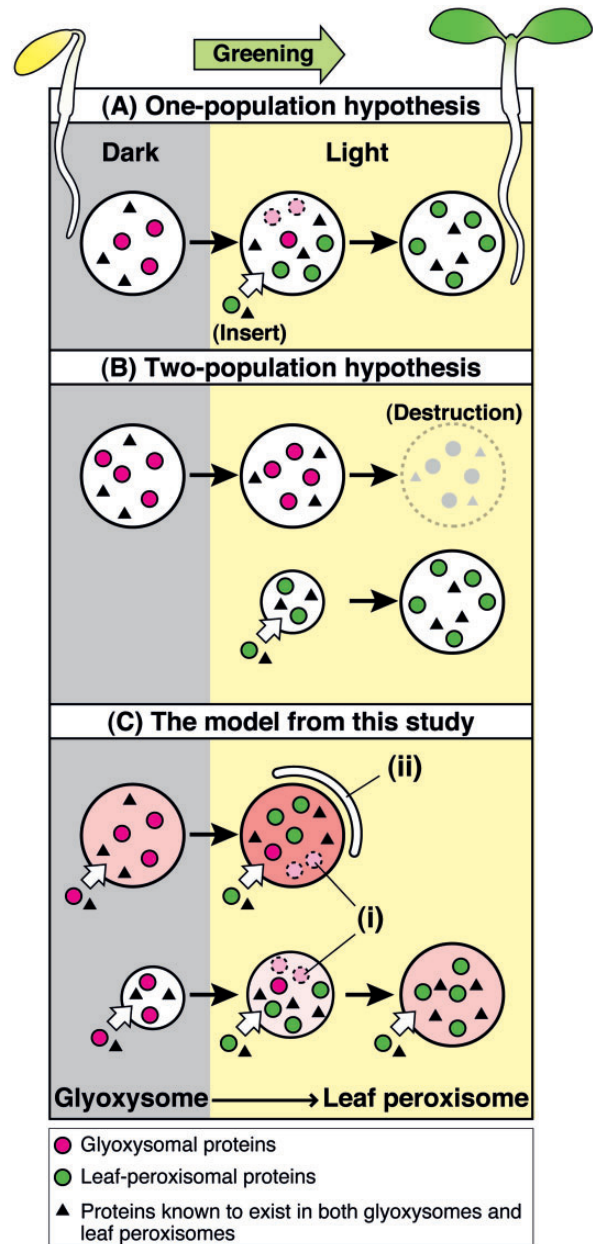 Greening
(A) One-population hypothesis
Dark
Light
(Insert)
(B) Two-population hypothesis
(Destruction)
(C) The model from this study
(ii)
(i)
Glyoxysome
Leaf peroxisome
Glyoxysomal proteins
Leaf-peroxisomal proteins
Proteins known to exist in both glyoxysomes and
leaf peroxisomes